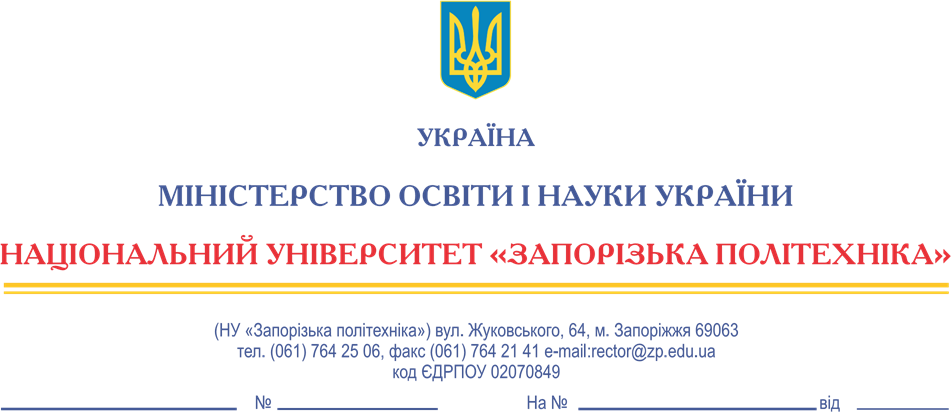 УКРАЇНА
МІНІСТЕРСТВО ОСВІТИ І НАУКИ УКРАЇНИ
НАЦІОНАЛЬНИЙ УНІВЕРСИТЕТ «ЗАПОРІЗЬКА ПОЛІТЕХНІКА»
(НУ «Запорізька політехніка») вул. Жуковського, 64, м. Запоріжжя 69063
тел. (061) 764 25 06, факс (061) 764 21 41 e-mail:rector@zp.edu.ua
код ЄДРПОУ 02070849
№ На № від